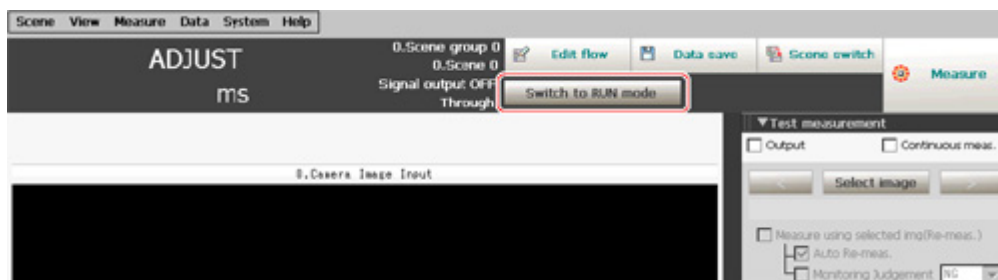 Scene View Measure Data System Help
ADJUST
ms
0.Scene group 0
0.Scene 0
Signal output OFF
Through
Edit flow
Data save
Scene switch
Measure
Switch to RUN mode
▼Test measurement
Output
Continuous meas.
0.Camera Image Input
< Select image >
Measure using selected img(Re-meas.)
Auto Re-meas.
Monitoring Judgement NG